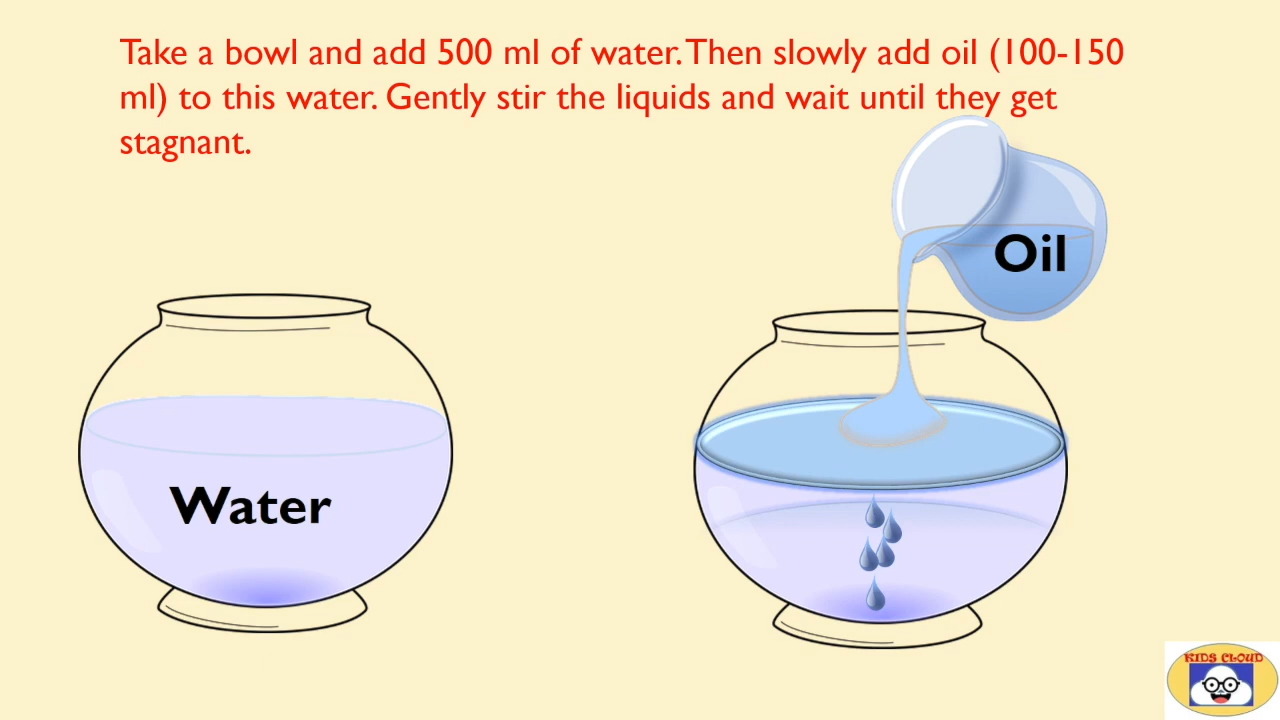 Take a bowl and add 500 ml of water. Then slowly add oil (100-150
ml) to this water. Gently stir the liquids and wait until they get
stagnant.
Oil
Water
KIDS CLOUD